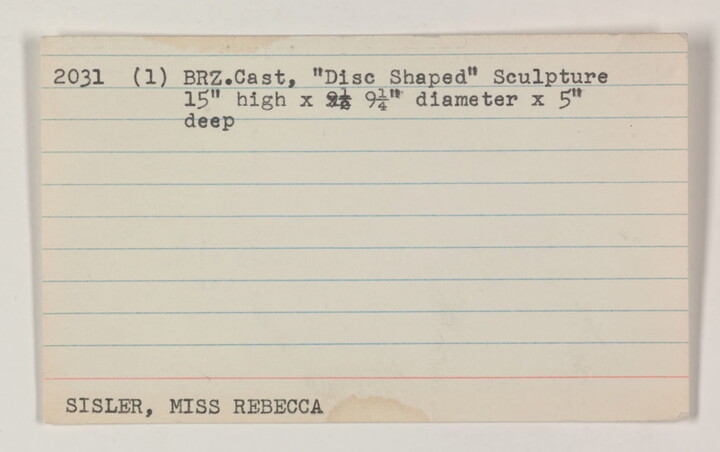 2031 (1) BRZ.Cast, "Disc Shaped" Sculpture
15" high x 9¼" diameter x 5"
deep
SISLER, MISS REBECCA